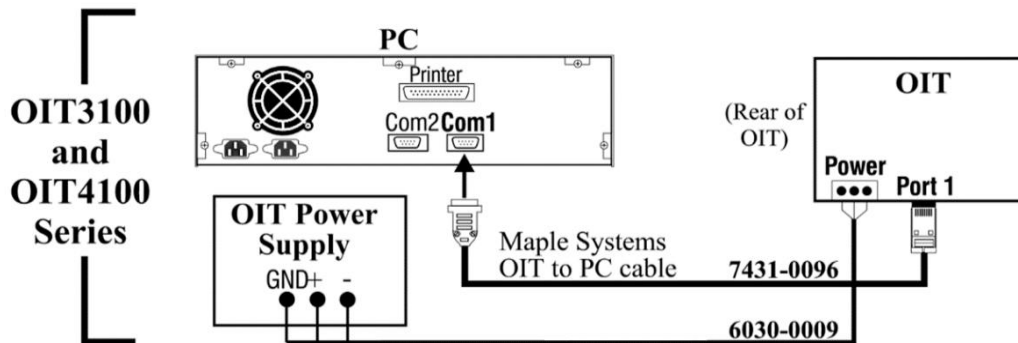 OIT3100
and
OIT4100
Series
PC
Printer
Com2 Com1
OIT Power
Supply
GND + -
Maple Systems
OIT to PC cable
7431-0096
6030-0009
(Rear of
OIT)
OIT
Power
Port 1